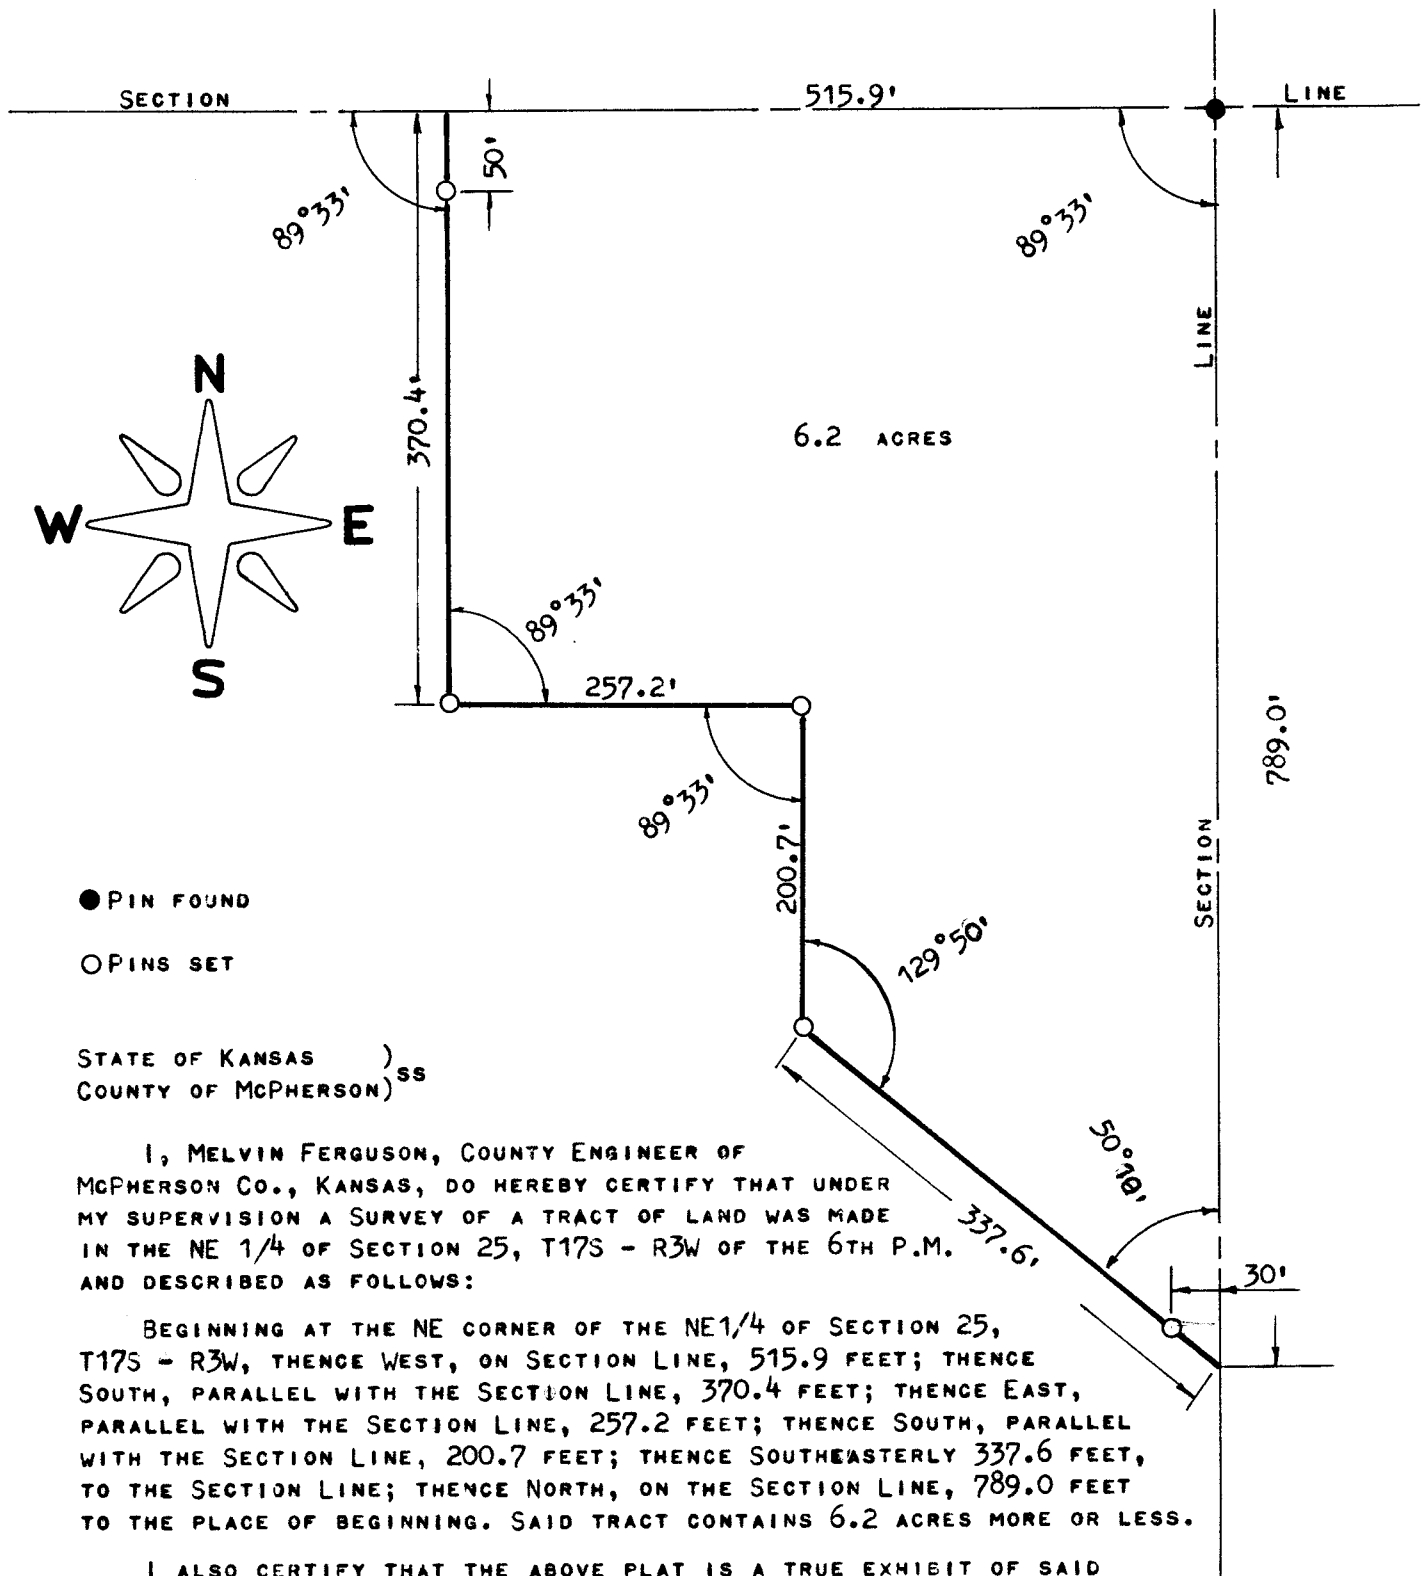 SECTION
515.9'
LINE
50'
89°33'
89°33'
LINE
N
370.4'
6.2 ACRES
W E
89°33'
S
257.2'
789.0'
89°33'
200.7'
SECTION
● PIN FOUND
129°50'
○ PINS SET
STATE OF KANSAS )
SS
COUNTY OF MCPHERSON)
50°10'
I, MELVIN FERGUSON, COUNTY ENGINEER OF
MCPHERSON CO., KANSAS, DO HEREBY CERTIFY THAT UNDER
MY SUPERVISION A SURVEY OF A TRACT OF LAND WAS MADE
IN THE NE 1/4 OF SECTION 25, T17S - R3W OF THE 6TH P.M.
AND DESCRIBED AS FOLLOWS:
337.6'
30'
BEGINNING AT THE NE CORNER OF THE NE1/4 OF SECTION 25,
T17S - R3W, THENCE WEST, ON SECTION LINE, 515.9 FEET; THENCE
SOUTH, PARALLEL WITH THE SECTION LINE, 370.4 FEET; THENCE EAST,
PARALLEL WITH THE SECTION LINE, 257.2 FEET; THENCE SOUTH, PARALLEL
WITH THE SECTION LINE, 200.7 FEET; THENCE SOUTHEASTERLY 337.6 FEET,
TO THE SECTION LINE; THENCE NORTH, ON THE SECTION LINE, 789.0 FEET
TO THE PLACE OF BEGINNING. SAID TRACT CONTAINS 6.2 ACRES MORE OR LESS.
I ALSO CERTIFY THAT THE ABOVE PLAT IS A TRUE EXHIBIT OF SAID